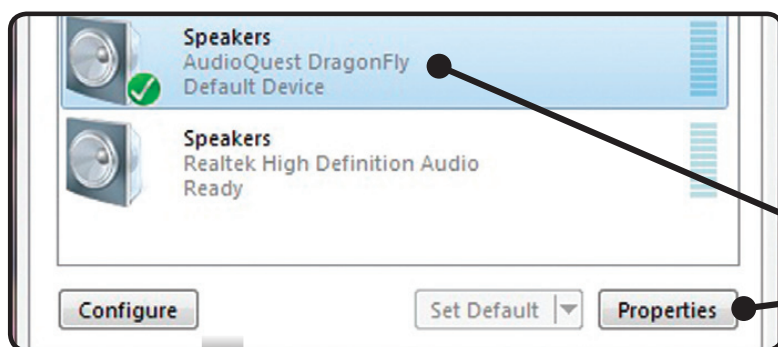 Speakers
AudioQuest DragonFly
Default Device
Speakers
Realtek High Definition Audio
Ready
Configure
Set Default
Properties